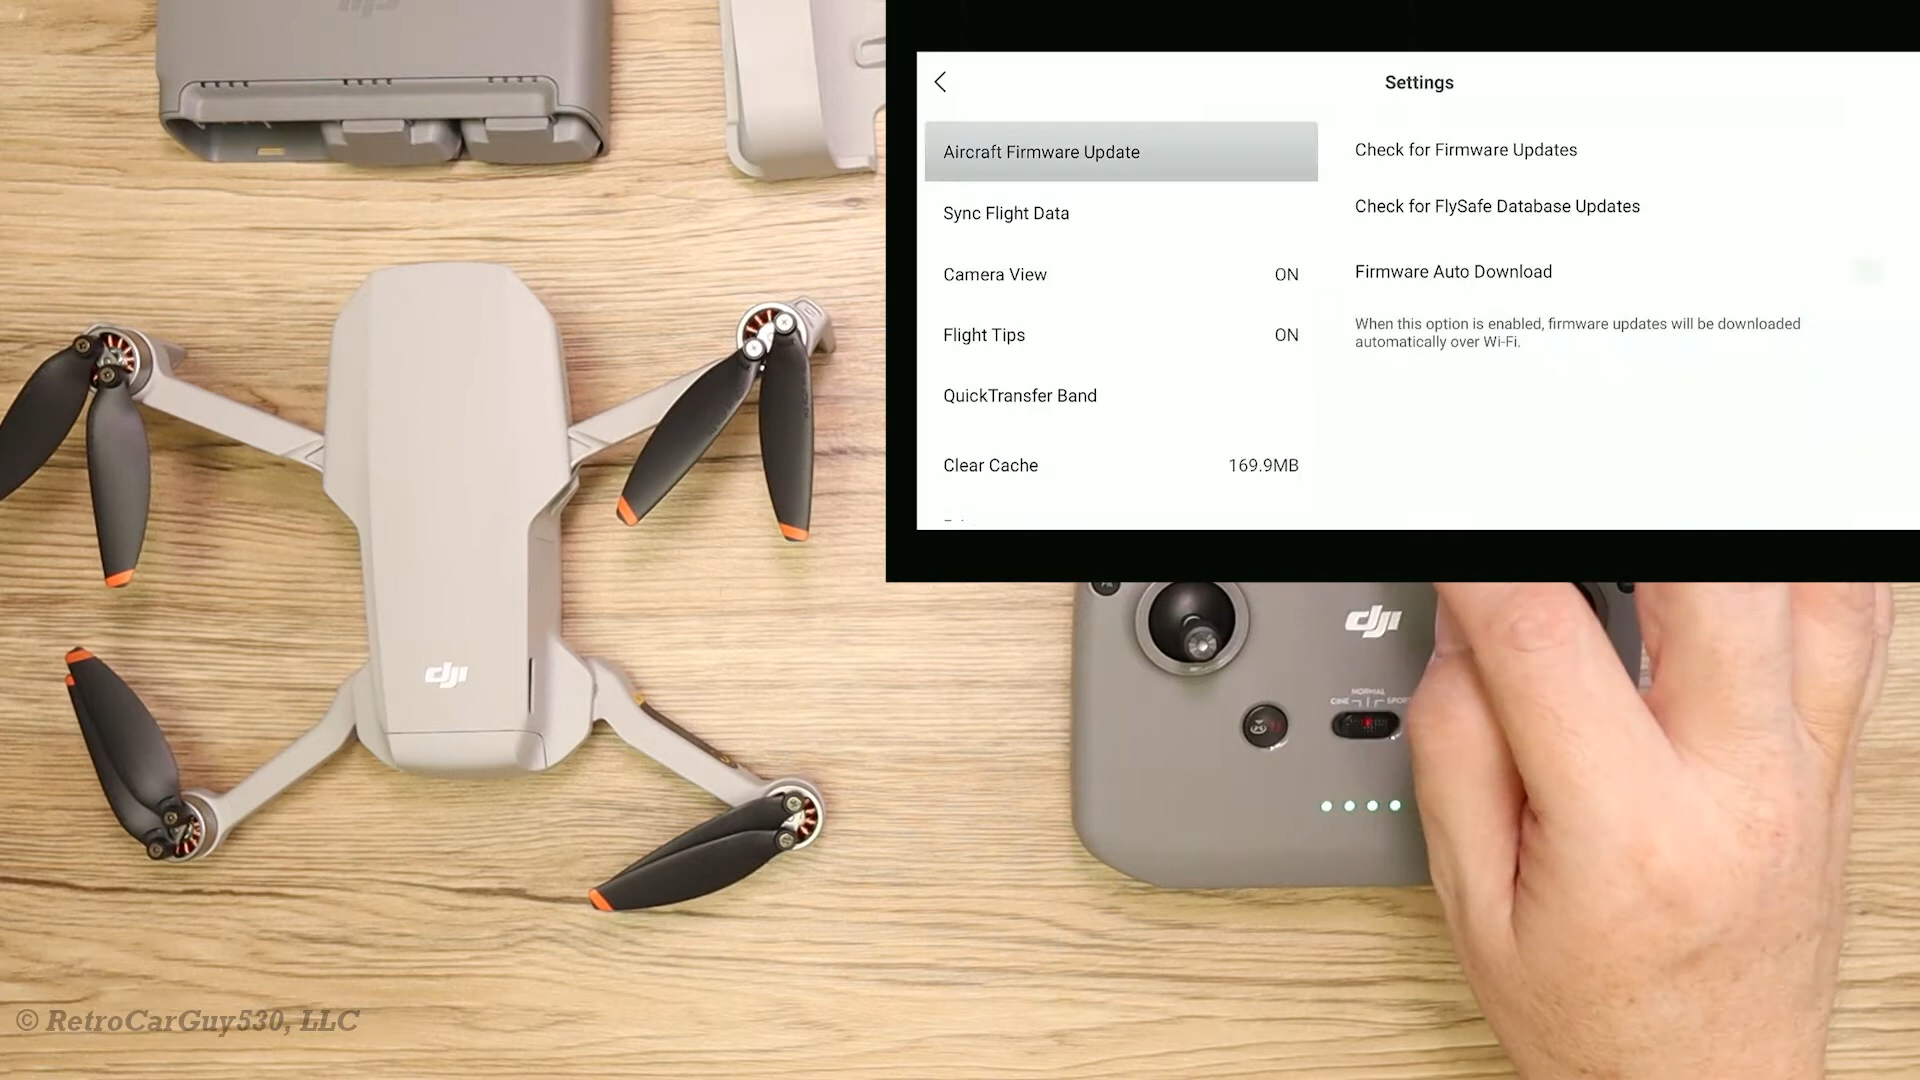 dji
Settings
Aircraft Firmware Update
Sync Flight Data
Camera View ON
Flight Tips ON
QuickTransfer Band
Clear Cache 169.9MB
Check for Firmware Updates
Check for FlySafe Database Updates
Firmware Auto Download
When this option is enabled, firmware updates will be downloaded
automatically over Wi-Fi.
dji
dji
NORMAL
CINE SPORT
© RetroCarGuy530, LLC